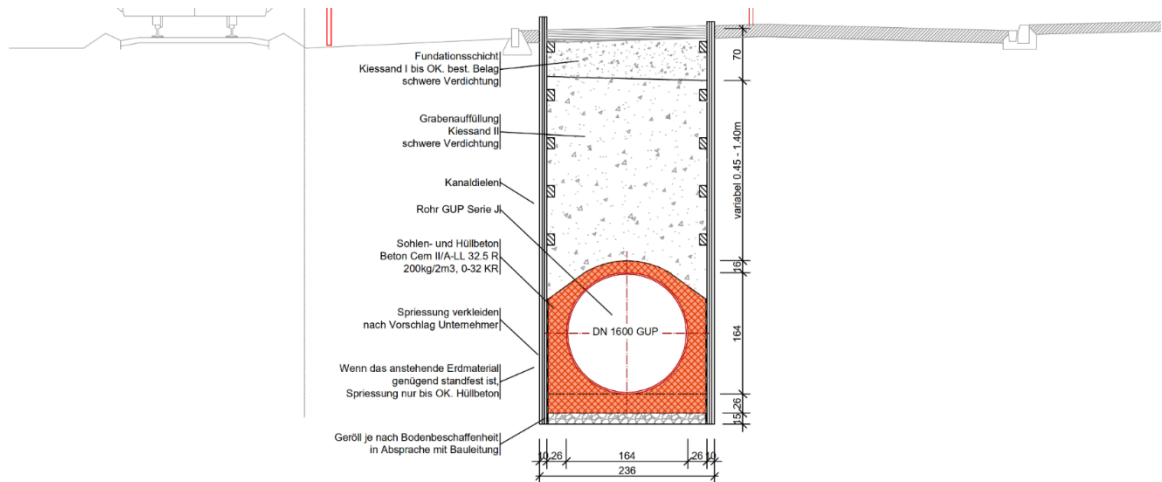 Fundationsschicht
Kiessand I bis OK. best. Belag
schwere Verdichtung
Grabenauffüllung
Kiessand II
schwere Verdichtung
Kanaldielen
Rohr GUP Serie J
Sohlen- und Hüllbeton
Beton Cem II/A-LL 32.5 R
200kg/2m3, 0-32 KR
Spriessung verkleiden
nach Vorschlag Unternehmer
Wenn das anstehende Erdmaterial
genügend standfest ist,
Spriessung nur bis OK. Hüllbeton
Geröll je nach Bodenbeschaffenheit
in Absprache mit Bauleitung
DN 1600 GUP
70
variabel 0.45 - 1.40m
16
164
26
15
10 26 164 26 10
236